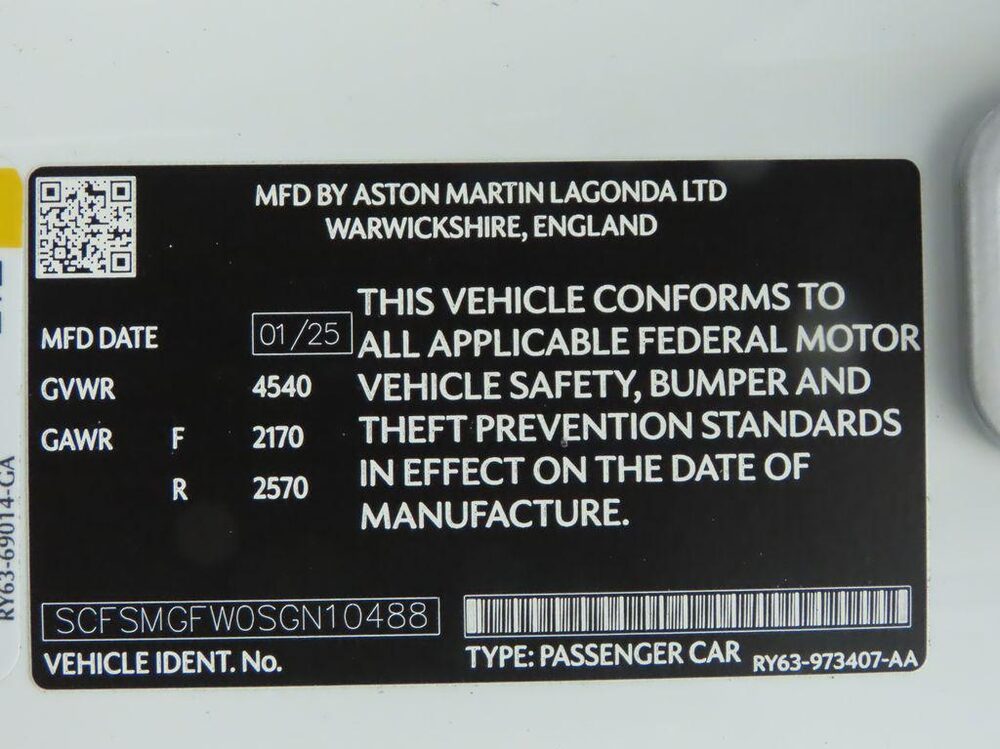 MFD BY ASTON MARTIN LAGONDA LTD
WARWICKSHIRE, ENGLAND
THIS VEHICLE CONFORMS TO
ALL APPLICABLE FEDERAL MOTOR
VEHICLE SAFETY, BUMPER AND
THEFT PREVENTION STANDARDS
IN EFFECT ON THE DATE OF
MANUFACTURE.
MFD DATE 01/25
GVWR 4540
GAWR F 2170
R 2570
SCFSMGFW0SGN10488
VEHICLE IDENT. No.
TYPE: PASSENGER CAR RY63-973407-AA
RY63-69014-GA